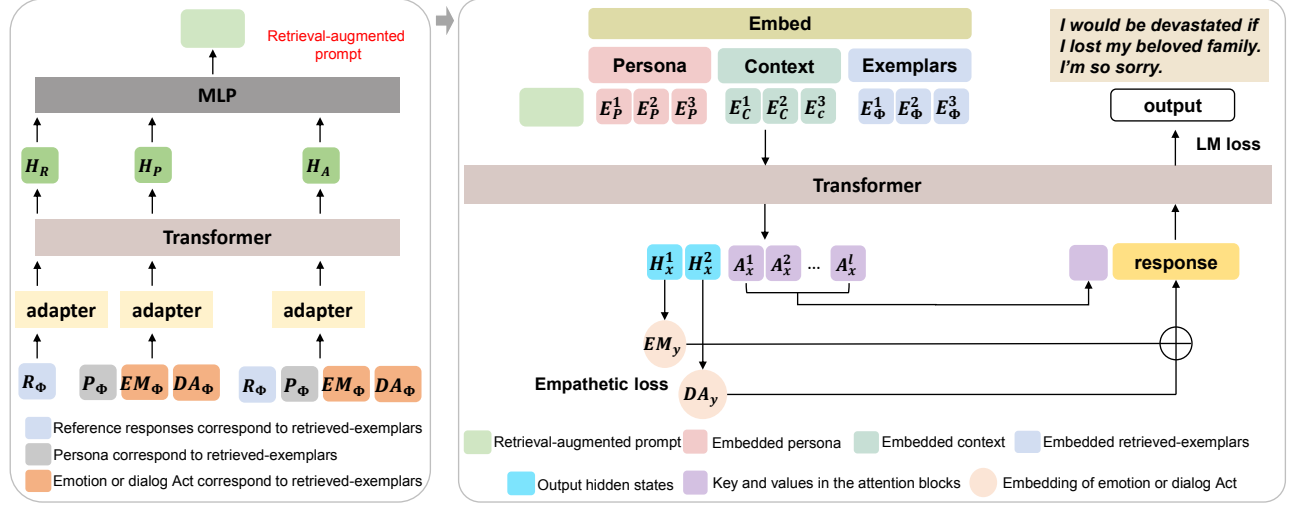 Retrieval-augmented
prompt
MLP
H_R
H_P
H_A
Transformer
adapter
adapter
adapter
R_Φ
P_Φ EM_Φ DA_Φ
R_Φ P_Φ EM_Φ DA_Φ
Reference responses correspond to retrieved-exemplars
Persona correspond to retrieved-exemplars
Emotion or dialog Act correspond to retrieved-exemplars
Embed
Persona
Context
Exemplars
E_P^1 E_P^2 E_P^3
E_C^1 E_C^2 E_c^3
E_Φ^1 E_Φ^2 E_Φ^3
I would be devastated if
I lost my beloved family.
I'm so sorry.
output
LM loss
Transformer
H_x^1 H_x^2
A_x^1 A_x^2 ... A_x^l
response
EM_y
Empathetic loss
DA_y
Retrieval-augmented prompt
Embedded persona
Embedded context
Embedded retrieved-exemplars
Output hidden states
Key and values in the attention blocks
Embedding of emotion or dialog Act